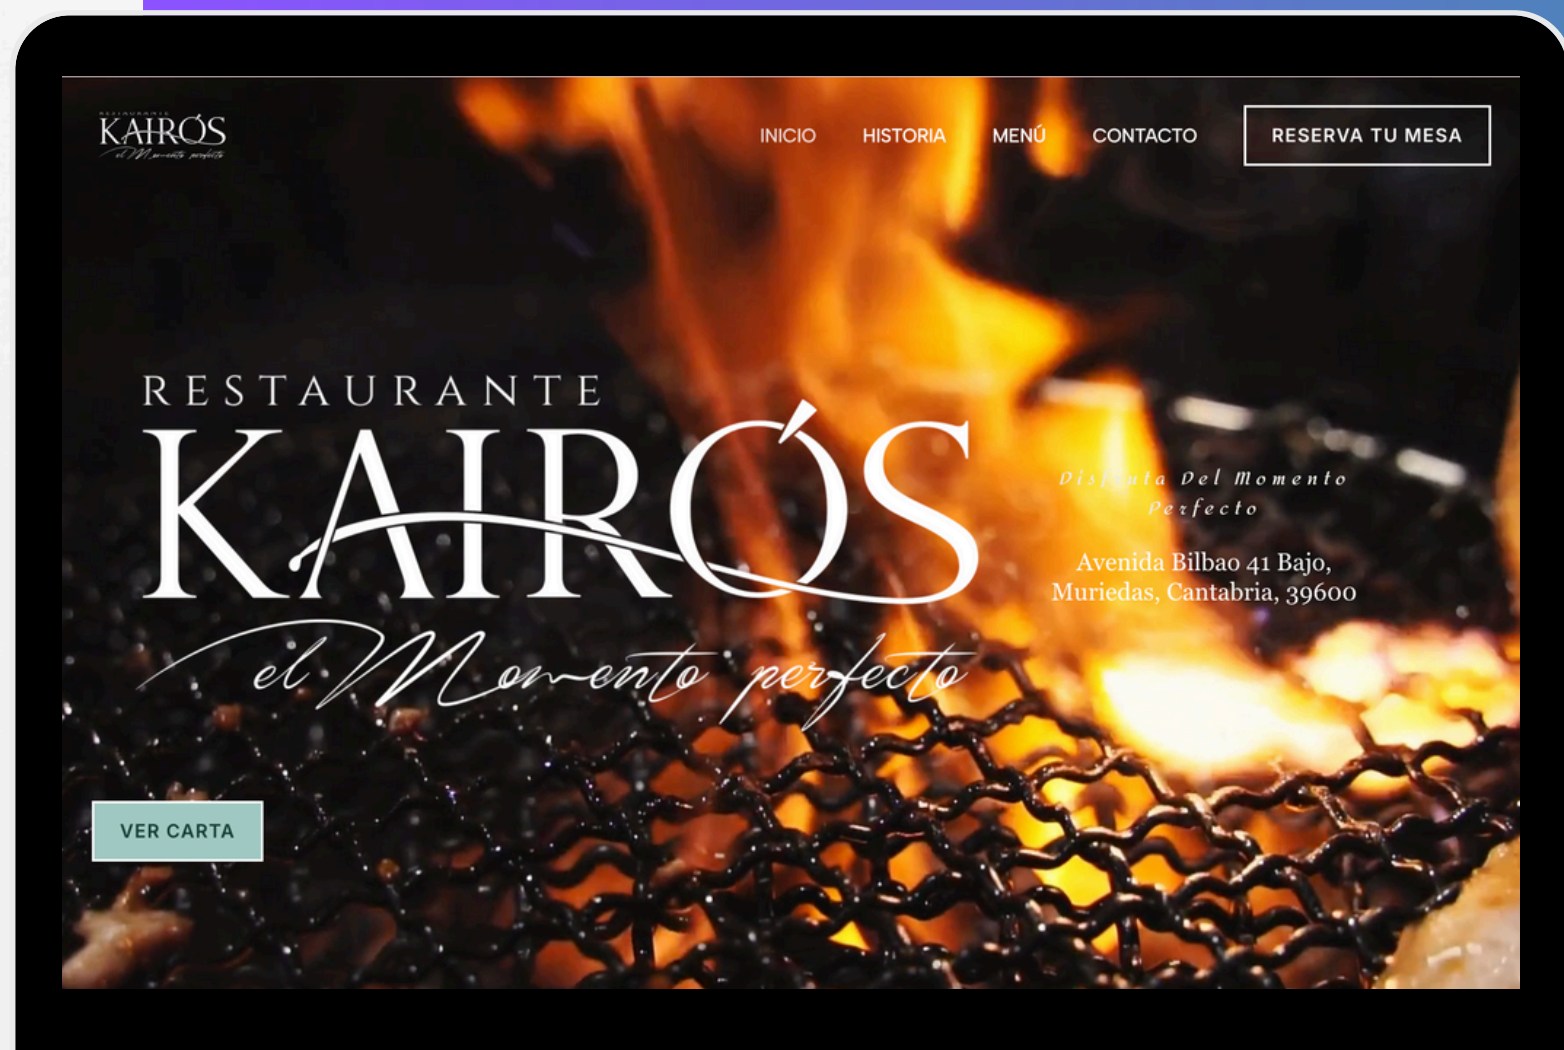 RESTAURANTE
KAIRÓS
el Momento perfecto
INICIO
HISTORIA
MENÚ
CONTACTO
RESERVA TU MESA
RESTAURANTE
KAIRÓS
el Momento perfecto
Disfruta Del Momento
Perfecto
Avenida Bilbao 41 Bajo,
Muriedas, Cantabria, 39600
VER CARTA